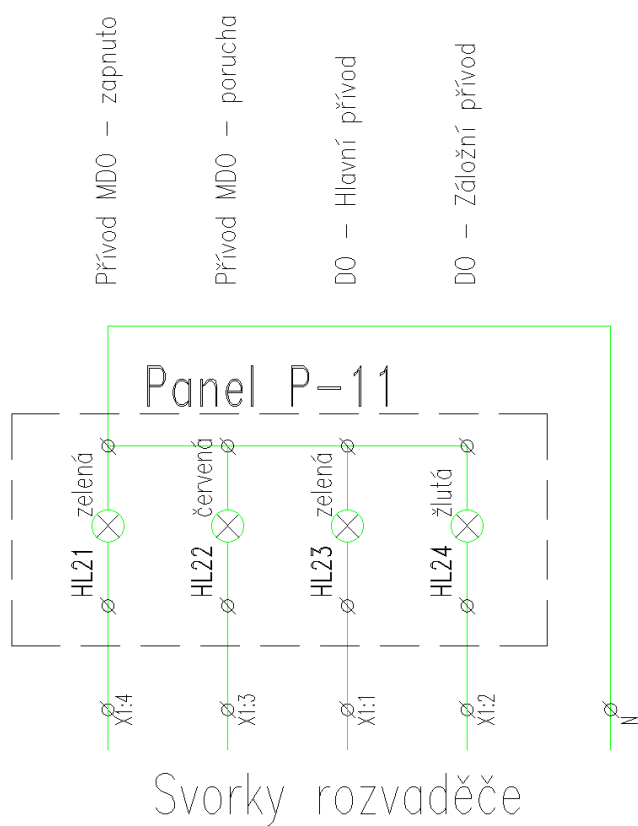 Přívod MDO – zapnuto
Přívod MDO – porucha
DO – Hlavní přívod
DO – Záložní přívod
Panel P–11
zelená
červená
zelená
žlutá
HL21
HL22
HL23
HL24
X1:4
X1:3
X1:1
X1:2
N
Svorky rozvaděče